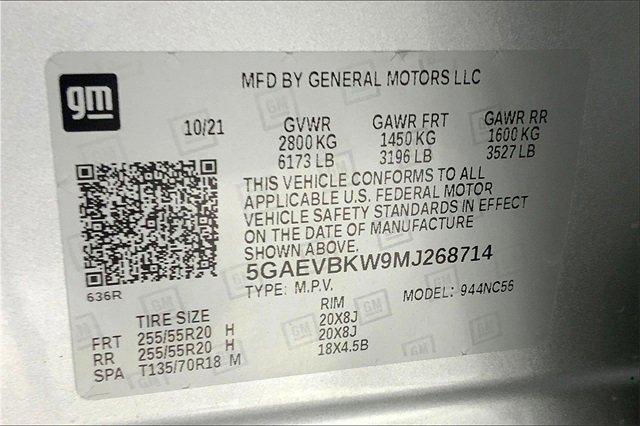 gm
MFD BY GENERAL MOTORS LLC
10/21 GVWR GAWR FRT GAWR RR
2800 KG 1450 KG 1600 KG
6173 LB 3196 LB 3527 LB
THIS VEHICLE CONFORMS TO ALL
APPLICABLE U.S. FEDERAL MOTOR
VEHICLE SAFETY STANDARDS IN EFFECT
ON THE DATE OF MANUFACTURE
SHOWN ABOVE.
5GAEVBKW9MJ268714
636R
TYPE: M.P.V. MODEL: 944NC56
TIRE SIZE RIM
FRT 255/55R20 H 20X8J
RR 255/55R20 H 20X8J
SPA T135/70R18 M 18X4.5B